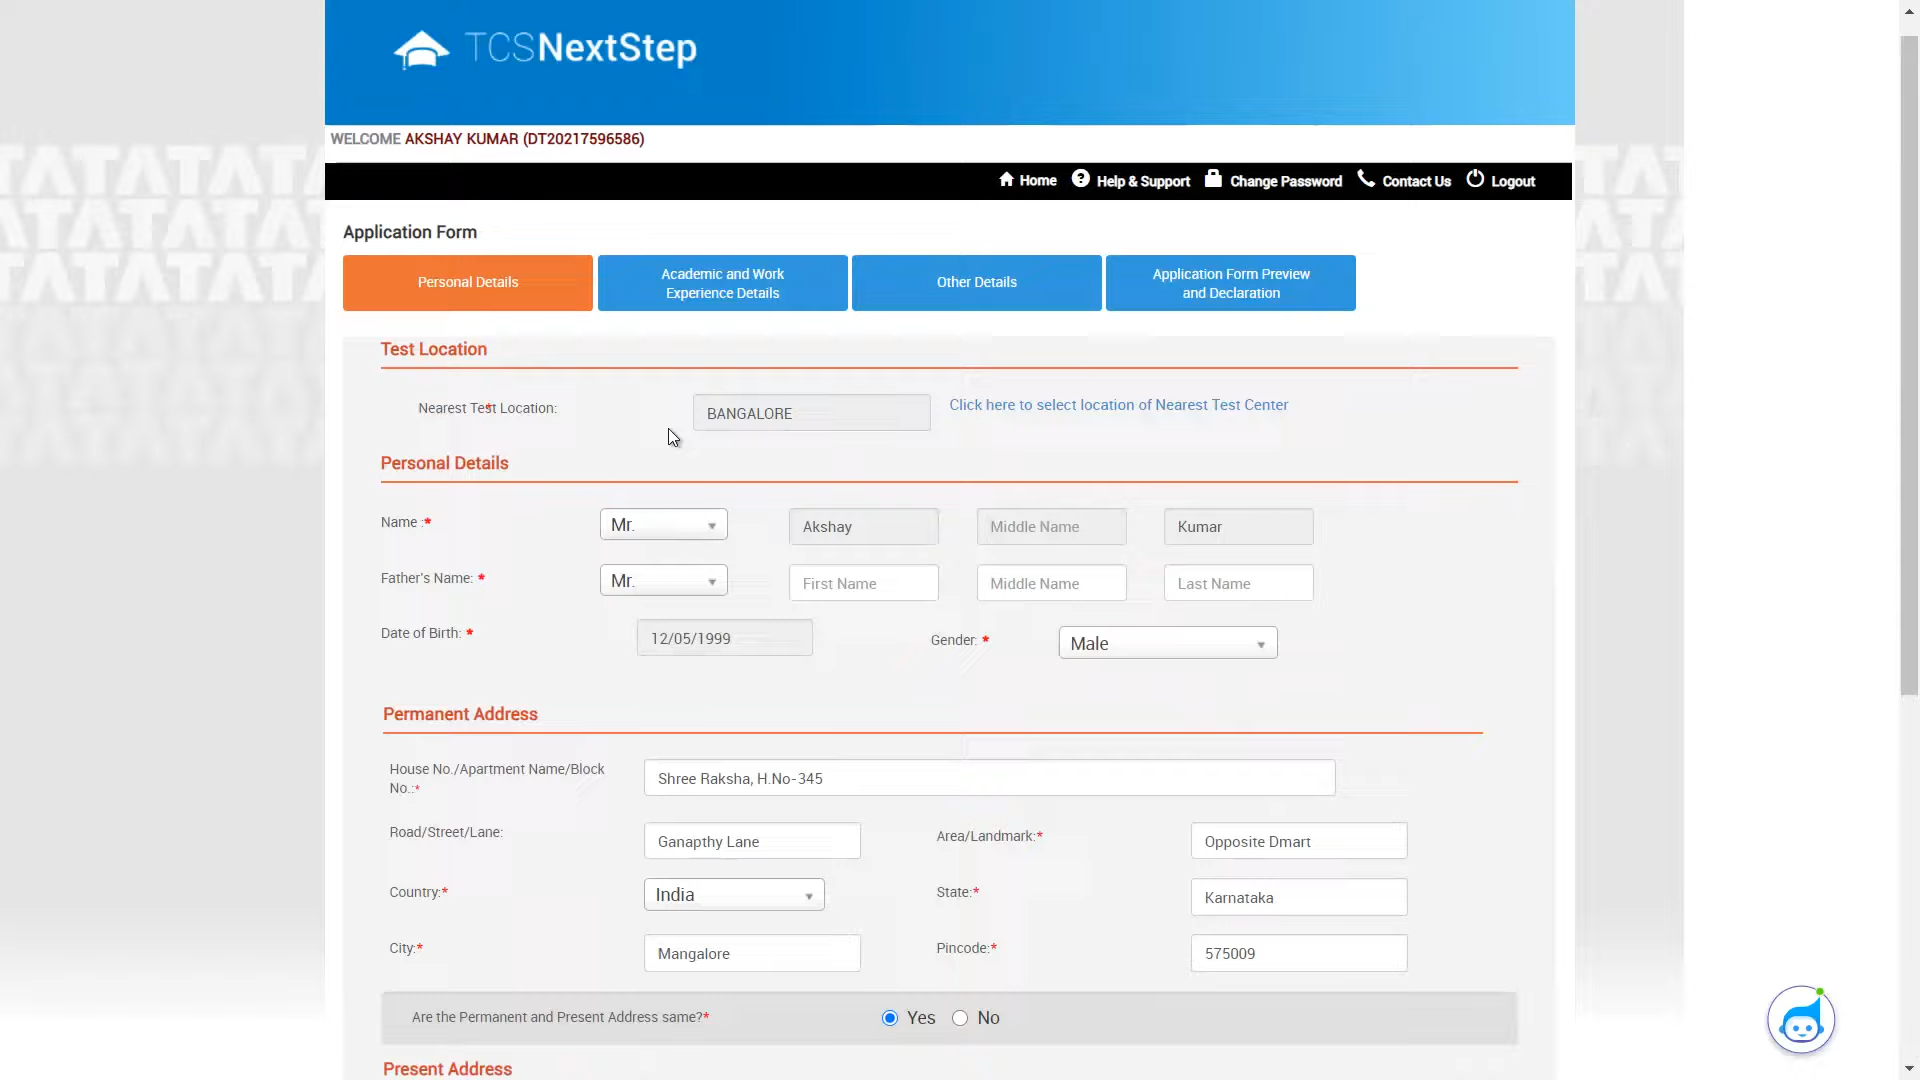 TCSNextStep
WELCOME AKSHAY KUMAR (DT20217596586)
Home Help & Support Change Password Contact Us Logout
Application Form
Personal Details
Academic and Work
Experience Details
Other Details
Application Form Preview
and Declaration
Test Location
Nearest Test Location:* BANGALORE Click here to select location of Nearest Test Center
Personal Details
Name :* Mr. Akshay Middle Name Kumar
Father's Name: * Mr. First Name Middle Name Last Name
Date of Birth: * 12/05/1999 Gender: * Male
Permanent Address
House No./Apartment Name/Block
No.:* Shree Raksha, H.No-345
Road/Street/Lane: Ganapthy Lane Area/Landmark:* Opposite Dmart
Country:* India State:* Karnataka
City:* Mangalore Pincode:* 575009
Are the Permanent and Present Address same?* Yes No
Present Address